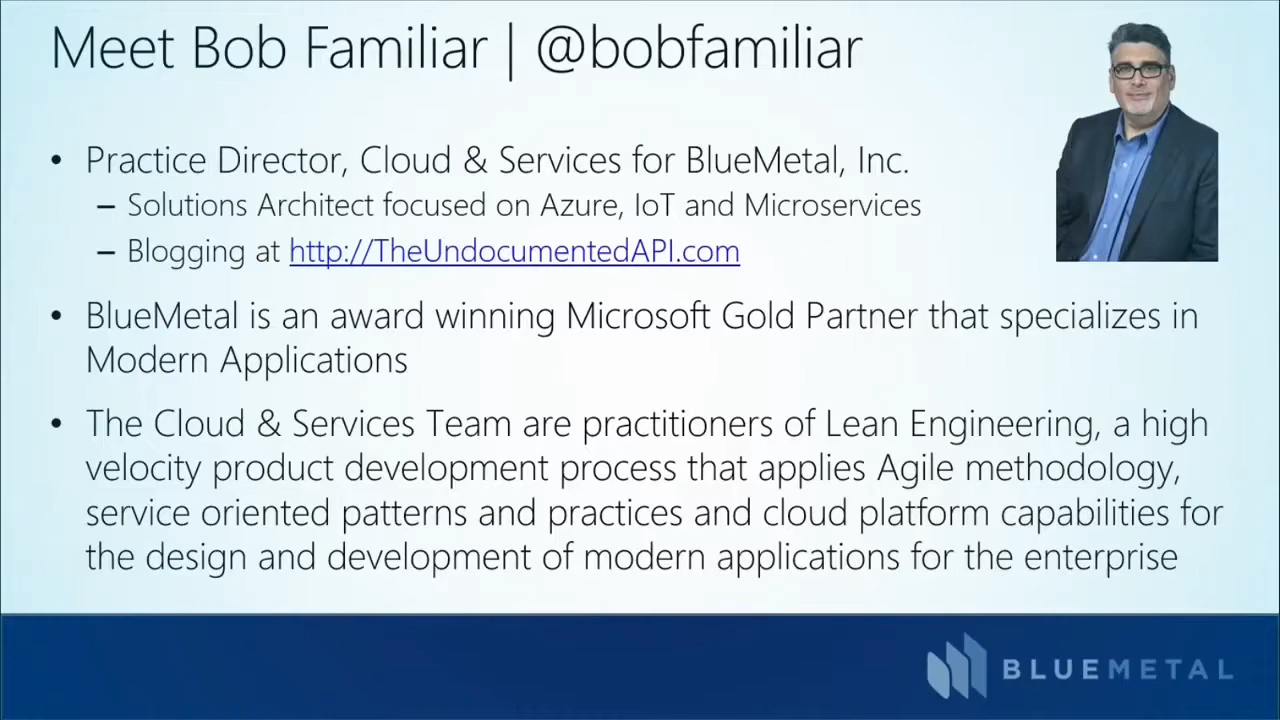 Meet Bob Familiar | @bobfamiliar
• Practice Director, Cloud & Services for BlueMetal, Inc.
– Solutions Architect focused on Azure, IoT and Microservices
– Blogging at http://TheUndocumentedAPI.com
• BlueMetal is an award winning Microsoft Gold Partner that specializes in
Modern Applications
• The Cloud & Services Team are practitioners of Lean Engineering, a high
velocity product development process that applies Agile methodology,
service oriented patterns and practices and cloud platform capabilities for
the design and development of modern applications for the enterprise
BLUEMETAL